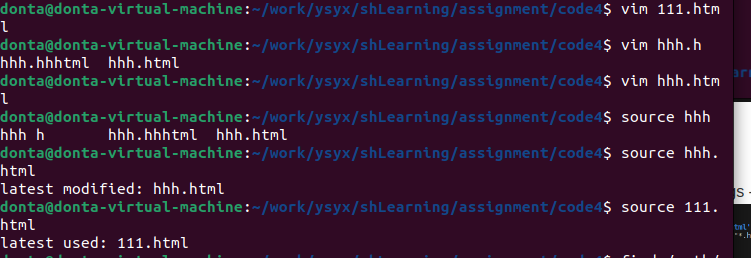 donta@donta-virtual-machine:~/work/ysyx/shLearning/assignment/code4$ vim 111.htm
l
donta@donta-virtual-machine:~/work/ysyx/shLearning/assignment/code4$ vim hhh.h
hhh.hhhtml  hhh.html
donta@donta-virtual-machine:~/work/ysyx/shLearning/assignment/code4$ vim hhh.htm
l
donta@donta-virtual-machine:~/work/ysyx/shLearning/assignment/code4$ source hhh
hhh h       hhh.hhhtml  hhh.html
donta@donta-virtual-machine:~/work/ysyx/shLearning/assignment/code4$ source hhh.
html
latest modified: hhh.html
donta@donta-virtual-machine:~/work/ysyx/shLearning/assignment/code4$ source 111.
html
latest used: 111.html